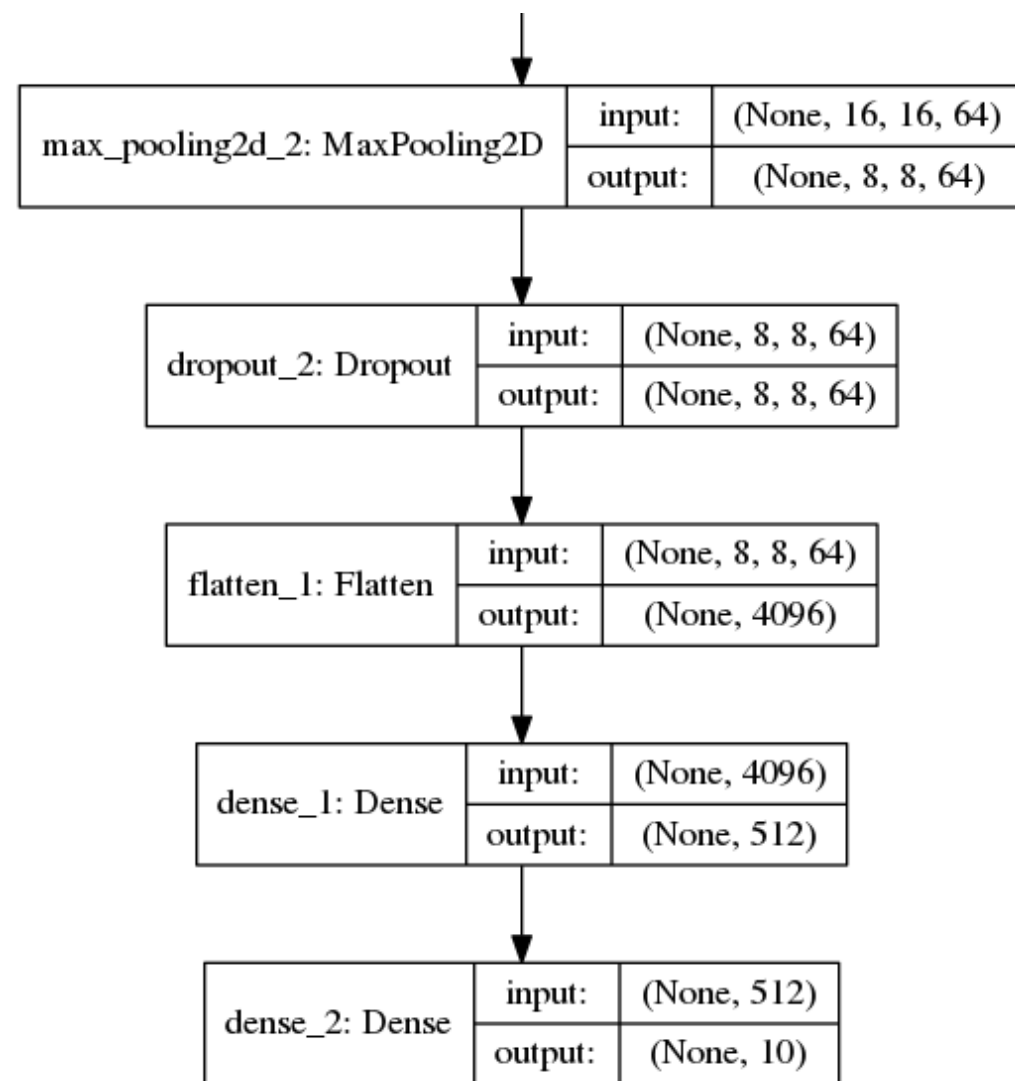 max_pooling2d_2: MaxPooling2D
input: (None, 16, 16, 64)
output: (None, 8, 8, 64)
dropout_2: Dropout
input: (None, 8, 8, 64)
output: (None, 8, 8, 64)
flatten_1: Flatten
input: (None, 8, 8, 64)
output: (None, 4096)
dense_1: Dense
input: (None, 4096)
output: (None, 512)
dense_2: Dense
input: (None, 512)
output: (None, 10)